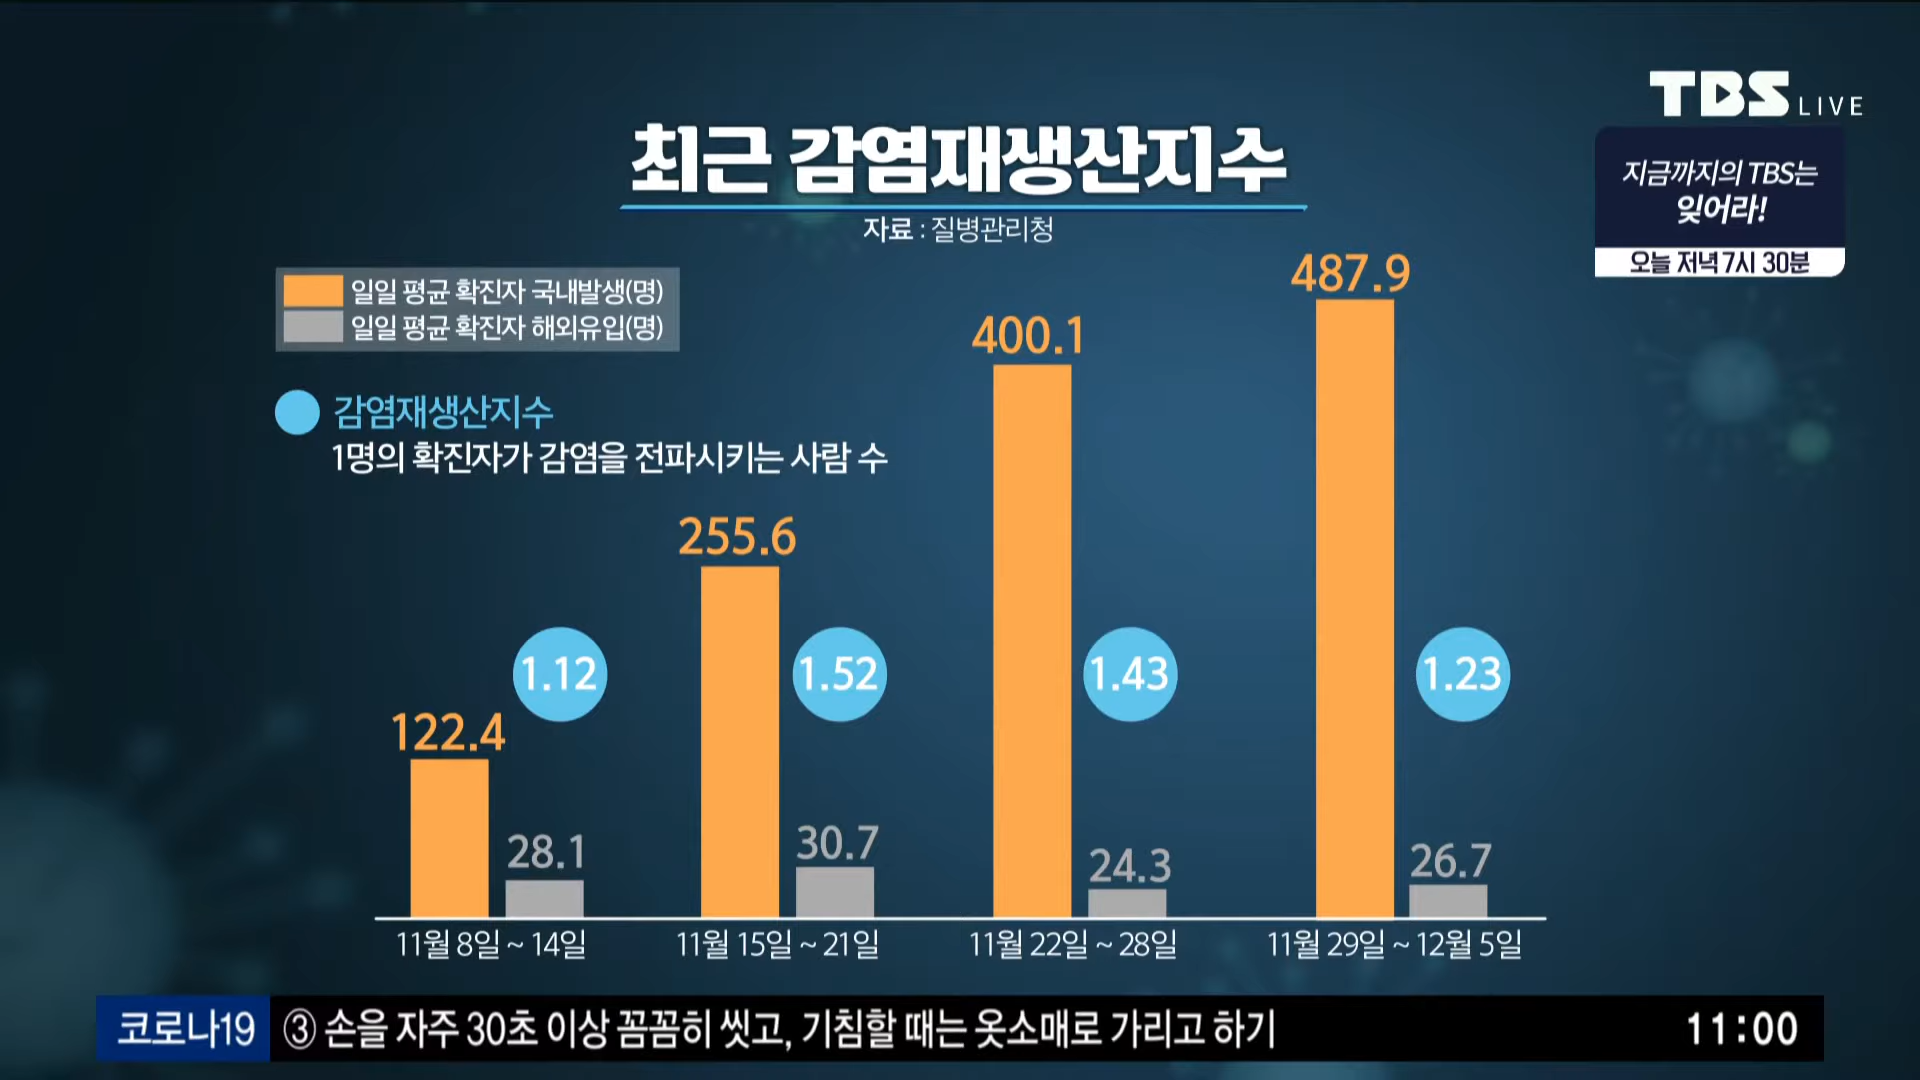 TBS LIVE
지금까지의 TBS는
잊어라!
오늘 저녁 7시 30분
최근 감염재생산지수
자료 : 질병관리청
일일 평균 확진자 국내발생(명)
일일 평균 확진자 해외유입(명)
감염재생산지수
1명의 확진자가 감염을 전파시키는 사람 수
122.4
28.1
1.12
255.6
30.7
1.52
400.1
24.3
1.43
487.9
26.7
1.23
11월 8일 ~ 14일
11월 15일 ~ 21일
11월 22일 ~ 28일
11월 29일 ~ 12월 5일
코로나19 ③ 손을 자주 30초 이상 꼼꼼히 씻고, 기침할 때는 옷소매로 가리고 하기 11:00